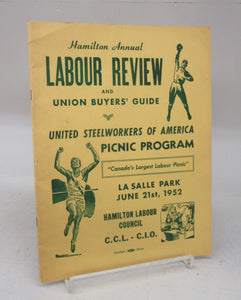 Hamilton Annual
LABOUR REVIEW
AND
UNION BUYERS' GUIDE
UNITED STEELWORKERS OF AMERICA
PICNIC PROGRAM
"Canada's Largest Labour Picnic"
LA SALLE PARK
JUNE 21st, 1952
HAMILTON LABOUR
COUNCIL
C.C.L. - C.I.O.